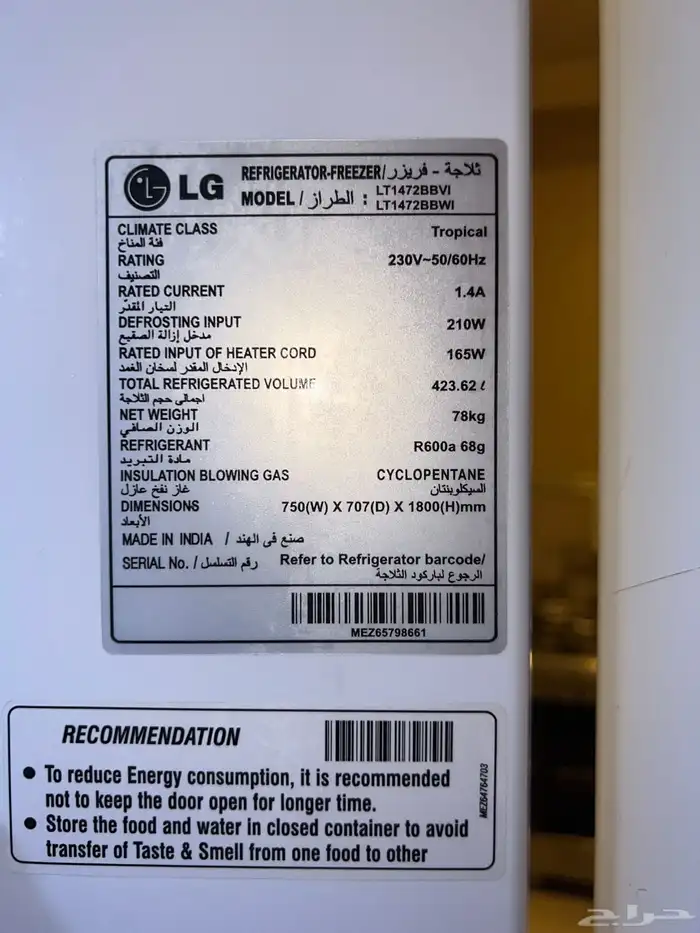 LG
REFRIGERATOR-FREEZER/ثلاجة - فريزر
MODEL / الطراز : LT1472BBVI
LT1472BBWI
CLIMATE CLASS Tropical
فئة المناخ
RATING 230V~50/60Hz
التصنيف
RATED CURRENT 1.4A
التيار المقدّر
DEFROSTING INPUT 210W
مدخل إزالة الصقيع
RATED INPUT OF HEATER CORD 165W
الإدخال المقدر لسخان الغمد
TOTAL REFRIGERATED VOLUME 423.62 ℓ
اجمالى حجم الثلاجة
NET WEIGHT 78kg
الوزن الصافي
REFRIGERANT R600a 68g
مادة التبريد
INSULATION BLOWING GAS CYCLOPENTANE
غاز نفخ عازل السيكلوبنتان
DIMENSIONS 750(W) X 707(D) X 1800(H)mm
الأبعاد
MADE IN INDIA / صنع فى الهند
SERIAL No. / رقم التسلسل Refer to Refrigerator barcode/
الرجوع لباركود الثلاجة
MEZ65798661
RECOMMENDATION
To reduce Energy consumption, it is recommended
not to keep the door open for longer time.
Store the food and water in closed container to avoid
transfer of Taste & Smell from one food to other
MEZ64764703
حراج